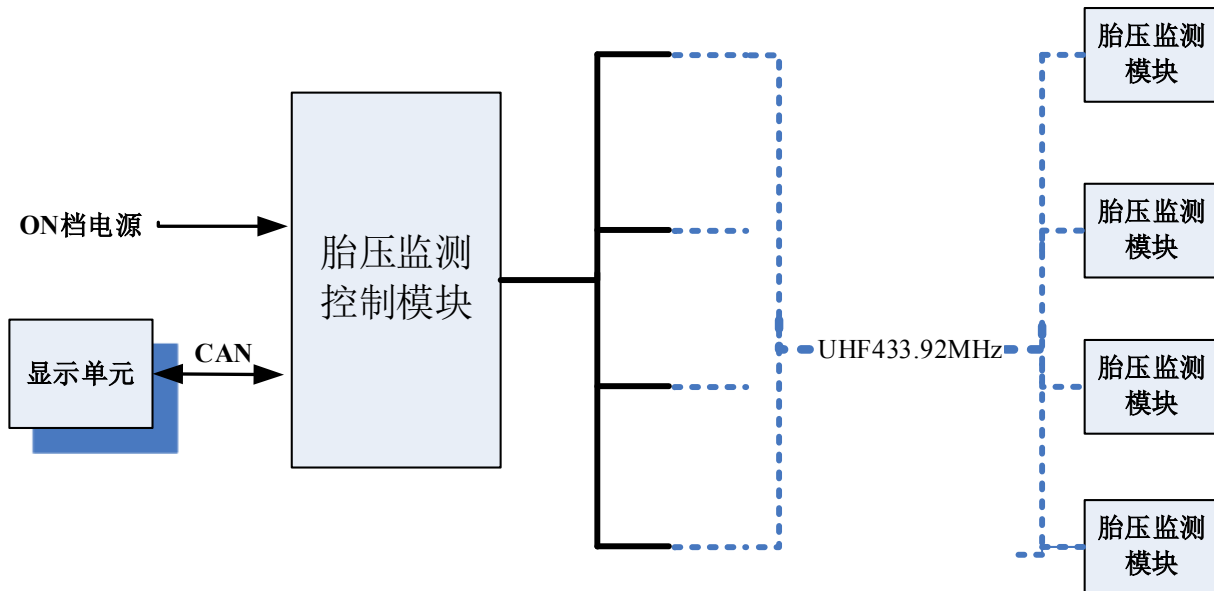 ON档电源
显示单元
CAN
胎压监测
控制模块
UHF433.92MHz
胎压监测
模块
胎压监测
模块
胎压监测
模块
胎压监测
模块